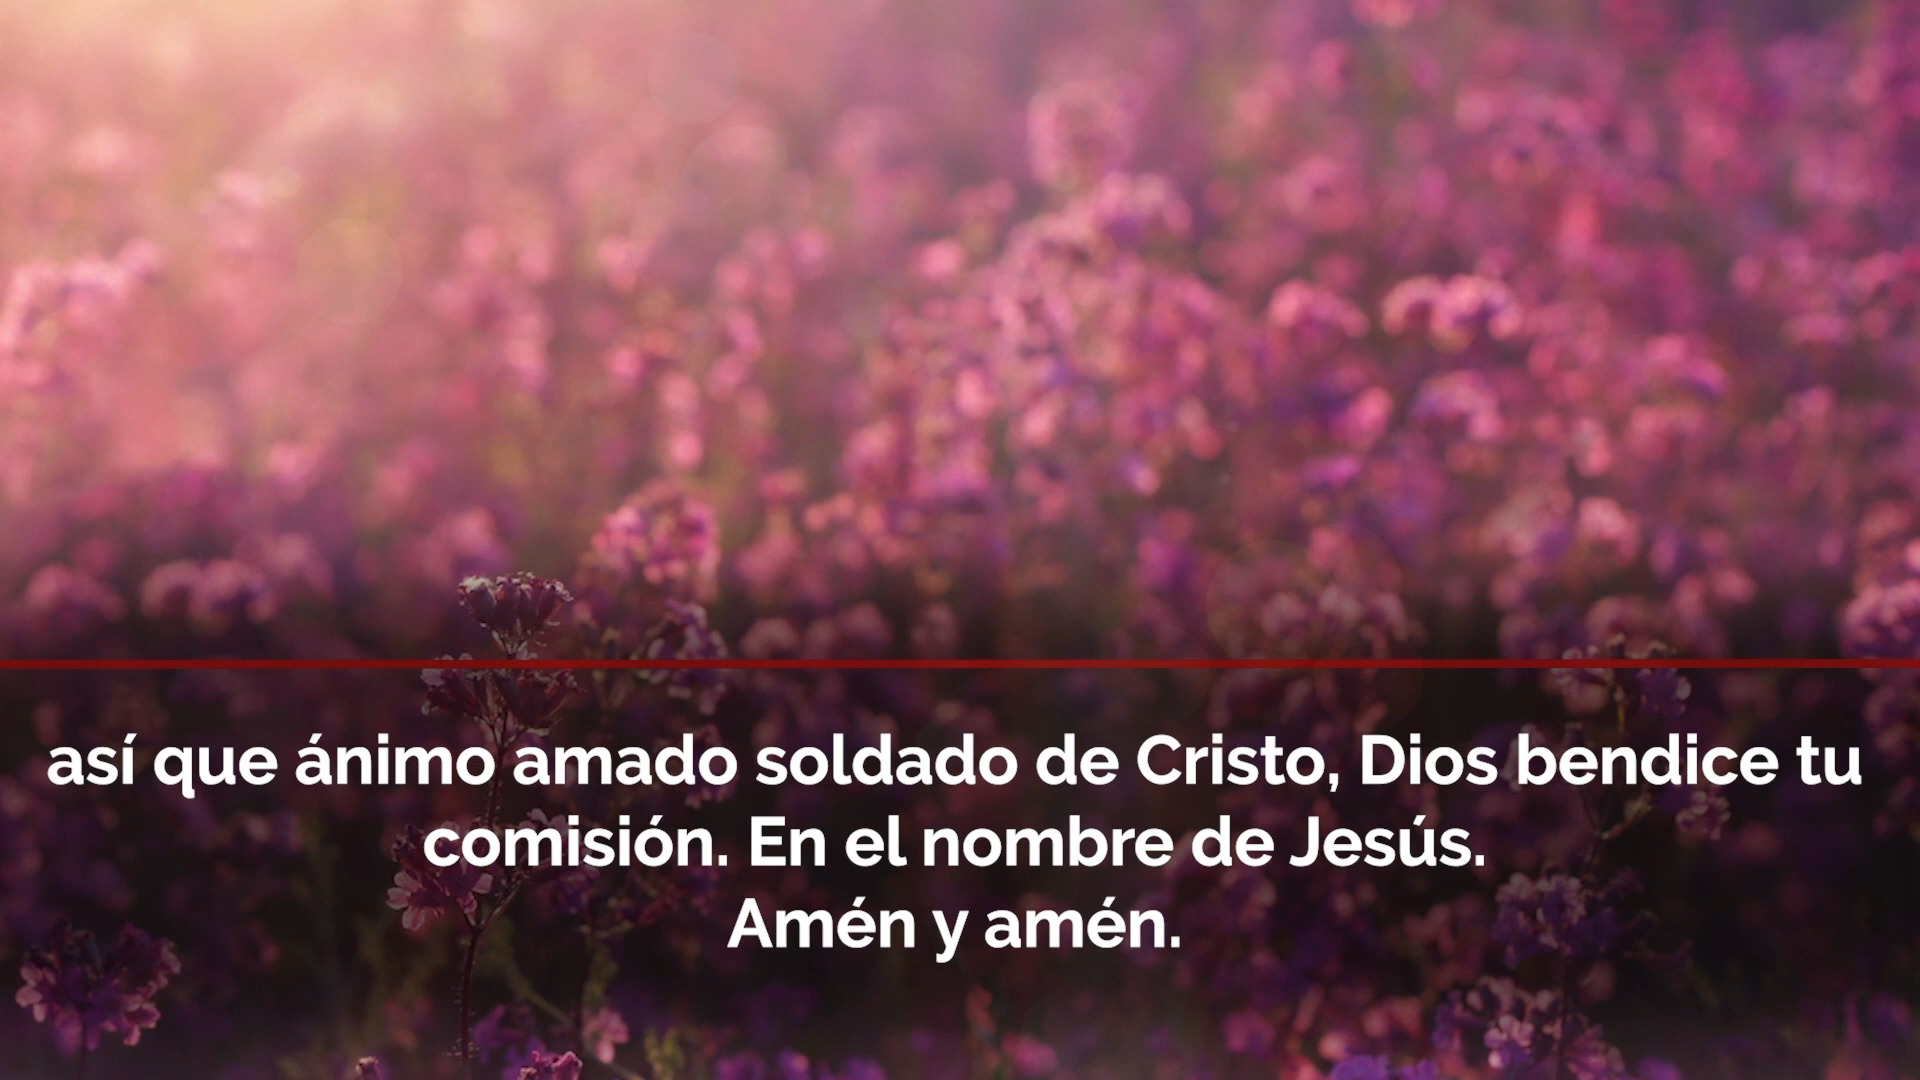 así que ánimo amado soldado de Cristo, Dios bendice tu
comisión. En el nombre de Jesús.
Amén y amén.